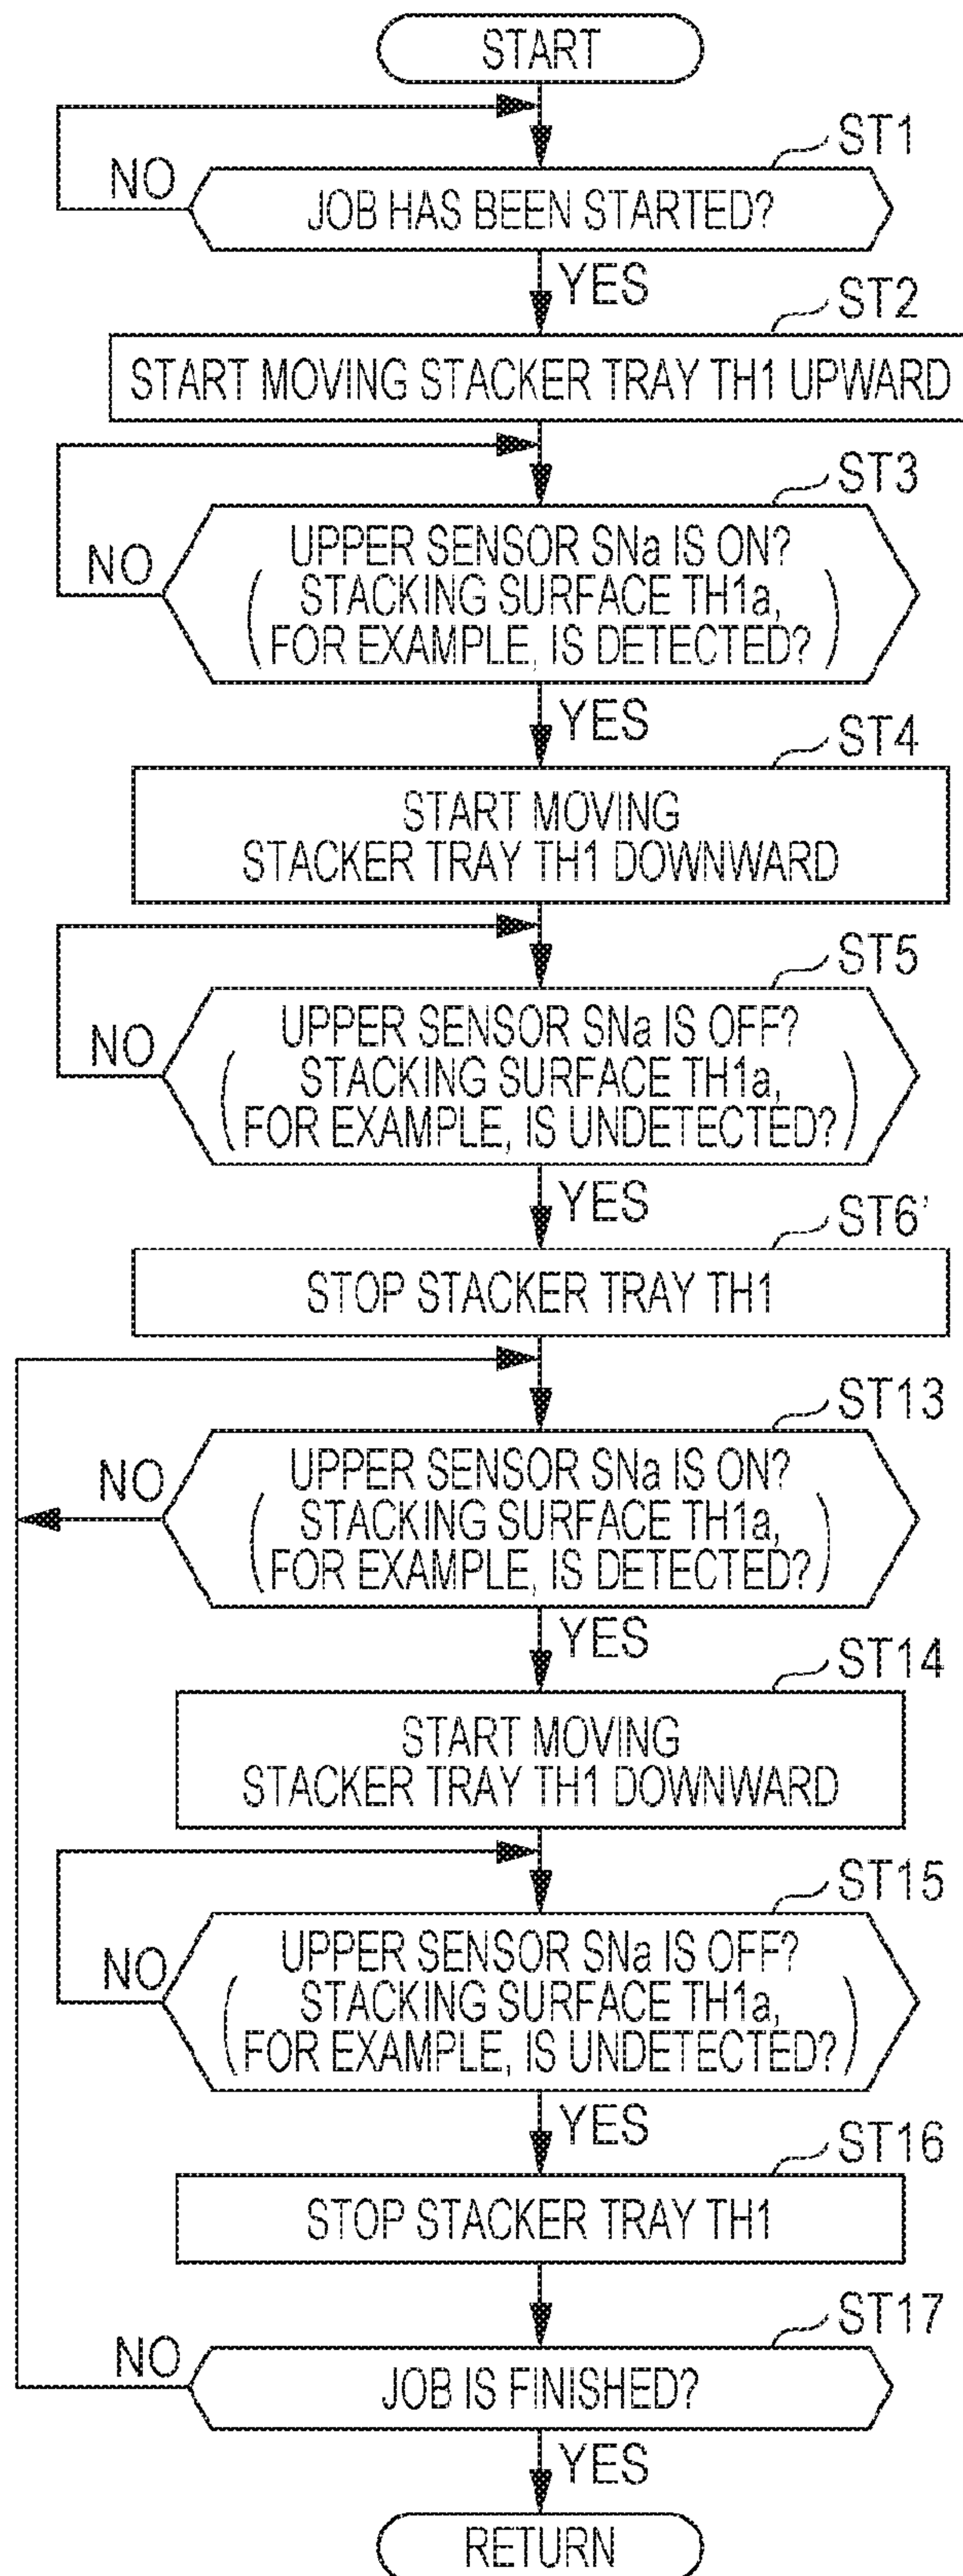 START
ST1
NO
JOB HAS BEEN STARTED?
YES
ST2
START MOVING STACKER TRAY TH1 UPWARD
ST3
NO
UPPER SENSOR SNa IS ON?
( STACKING SURFACE TH1a,
FOR EXAMPLE, IS DETECTED? )
YES
ST4
START MOVING
STACKER TRAY TH1 DOWNWARD
ST5
NO
UPPER SENSOR SNa IS OFF?
( STACKING SURFACE TH1a,
FOR EXAMPLE, IS UNDETECTED? )
YES
ST6'
STOP STACKER TRAY TH1
ST13
NO
UPPER SENSOR SNa IS ON?
( STACKING SURFACE TH1a,
FOR EXAMPLE, IS DETECTED? )
YES
ST14
START MOVING
STACKER TRAY TH1 DOWNWARD
ST15
NO
UPPER SENSOR SNa IS OFF?
( STACKING SURFACE TH1a,
FOR EXAMPLE, IS UNDETECTED? )
YES
ST16
STOP STACKER TRAY TH1
ST17
NO
JOB IS FINISHED?
YES
RETURN